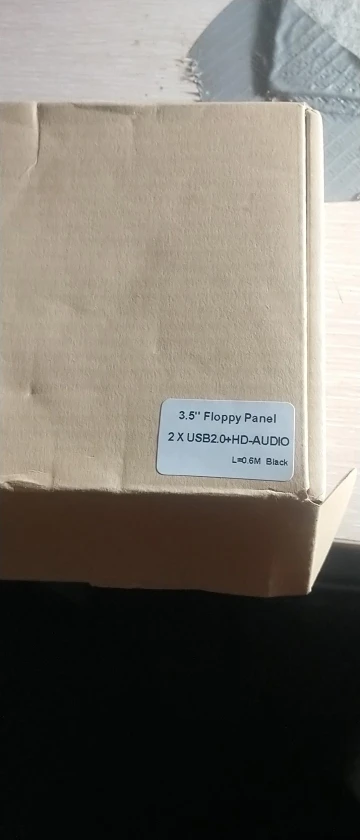 3.5" Floppy Panel
2 X USB2.0+HD-AUDIO
L=0.6M Black